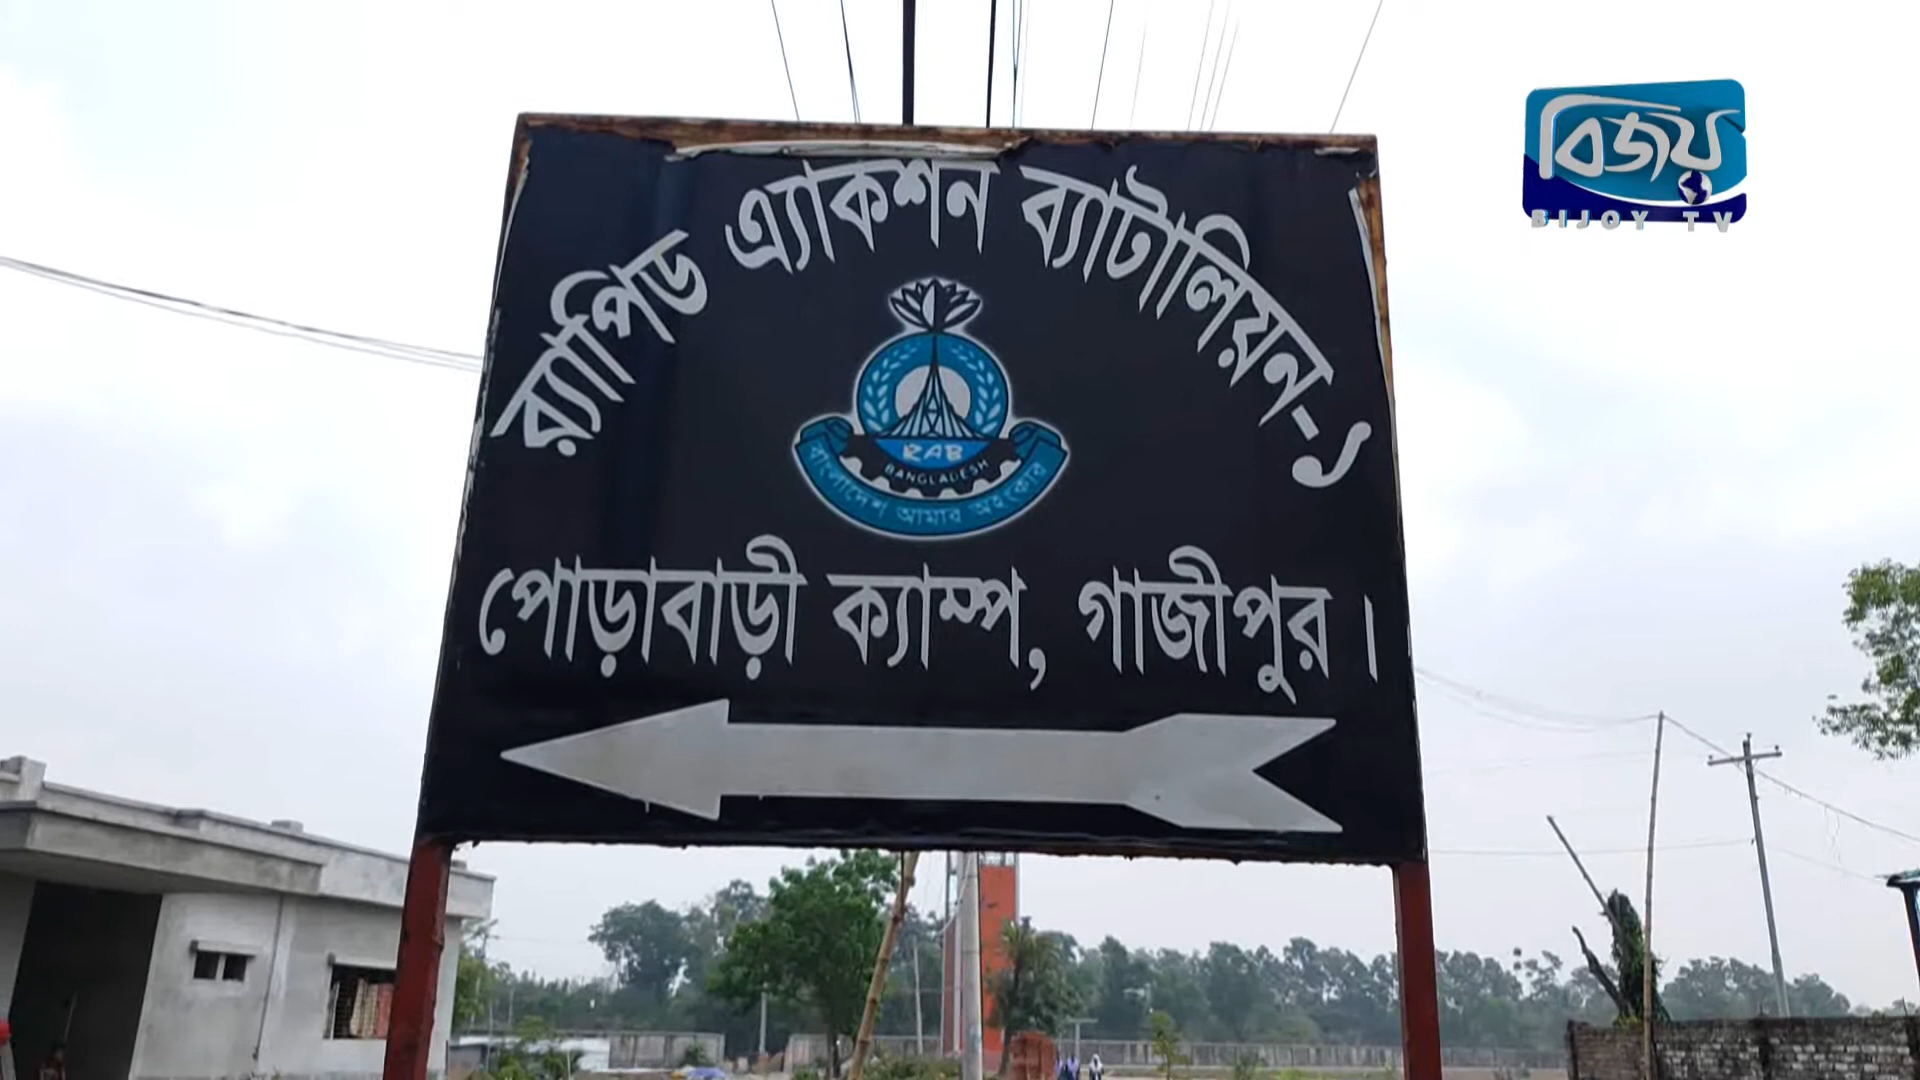 র‍্যাপিড এ্যাকশন ব্যাটালিয়ন-১
RAB
BANGLADESH
বাংলাদেশ আমার অহংকার
পোড়াবাড়ী ক্যাম্প, গাজীপুর।
বিজয়
BIJOY TV